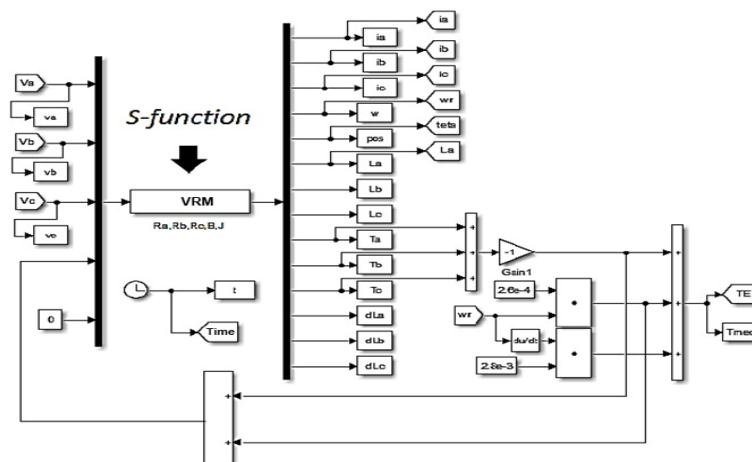 Va
va
Vb
vb
Vc
vc
0
S-function
VRM
Ra,Rb,Rc,B,J
t
Time
ia
ia
ib
ib
ic
ic
wr
w
teta
pos
La
La
Lb
Lc
Ta
Tb
Tc
dLa
dLb
dLc
+
+
+
-1
Gain1
2.6e-4
wr
du/dt
2.8e-3
+
+
+
TE
Tmec
+
+